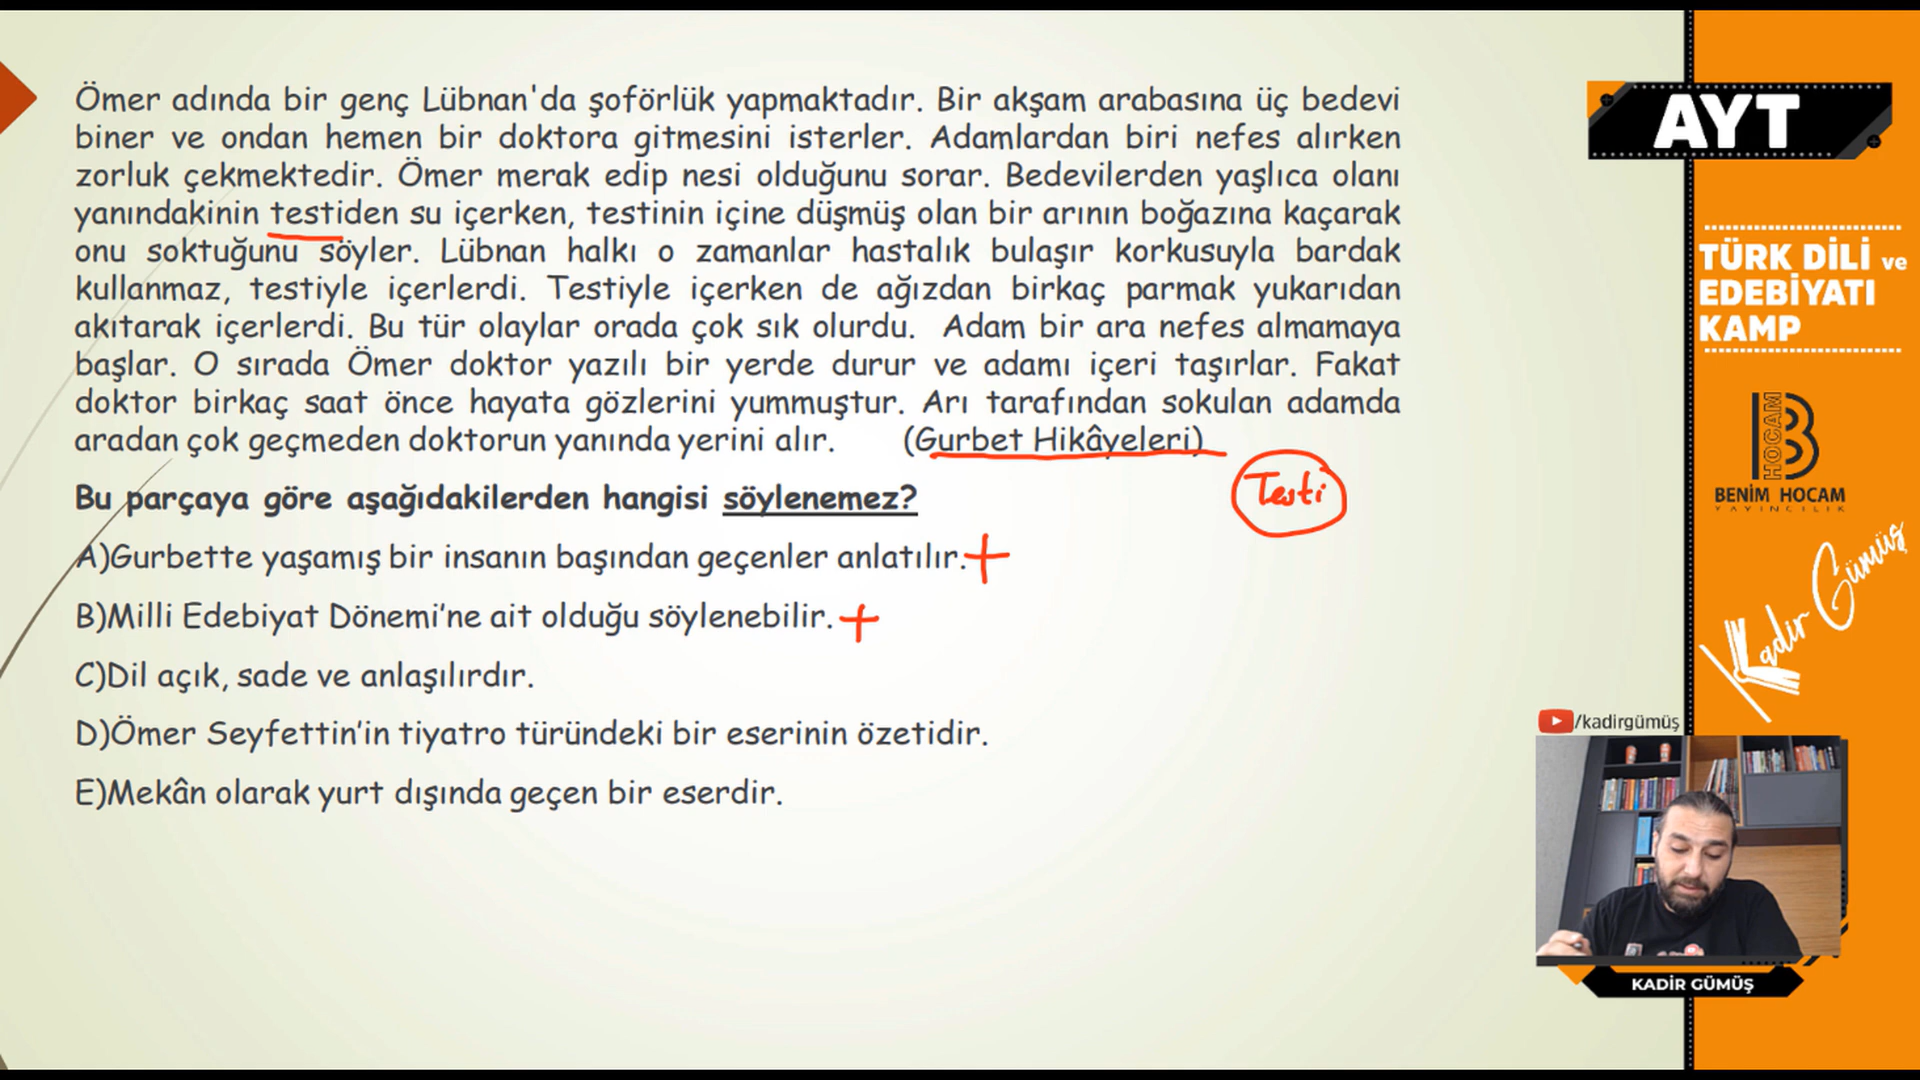 Ömer adında bir genç Lübnan'da şoförlük yapmaktadır. Bir akşam arabasına üç bedevi
biner ve ondan hemen bir doktora gitmesini isterler. Adamlardan biri nefes alırken
zorluk çekmektedir. Ömer merak edip nesi olduğunu sorar. Bedevilerden yaşlıca olanı
yanındakinin testiden su içerken, testinin içine düşmüş olan bir arının boğazına kaçarak
onu soktuğunu söyler. Lübnan halkı o zamanlar hastalık bulaşır korkusuyla bardak
kullanmaz, testiyle içerlerdi. Testiyle içerken de ağızdan birkaç parmak yukarıdan
akıtarak içerlerdi. Bu tür olaylar orada çok sık olurdu. Adam bir ara nefes almamaya
başlar. O sırada Ömer doktor yazılı bir yerde durur ve adamı içeri taşırlar. Fakat
doktor birkaç saat önce hayata gözlerini yummuştur. Arı tarafından sokulan adamda
aradan çok geçmeden doktorun yanında yerini alır. (Gurbet Hikâyeleri)
Testi
Bu parçaya göre aşağıdakilerden hangisi söylenemez?
A)Gurbette yaşamış bir insanın başından geçenler anlatılır.+
B)Milli Edebiyat Dönemi'ne ait olduğu söylenebilir.+
C)Dil açık, sade ve anlaşılırdır.
D)Ömer Seyfettin'in tiyatro türündeki bir eserinin özetidir.
E)Mekân olarak yurt dışında geçen bir eserdir.
AYT
TÜRK DİLİ ve
EDEBİYATI
KAMP
HOCAM
B
BENİM HOCAM
YAYINCILIK
Kadir Gümüş
/kadirgümüş
KADİR GÜMÜŞ